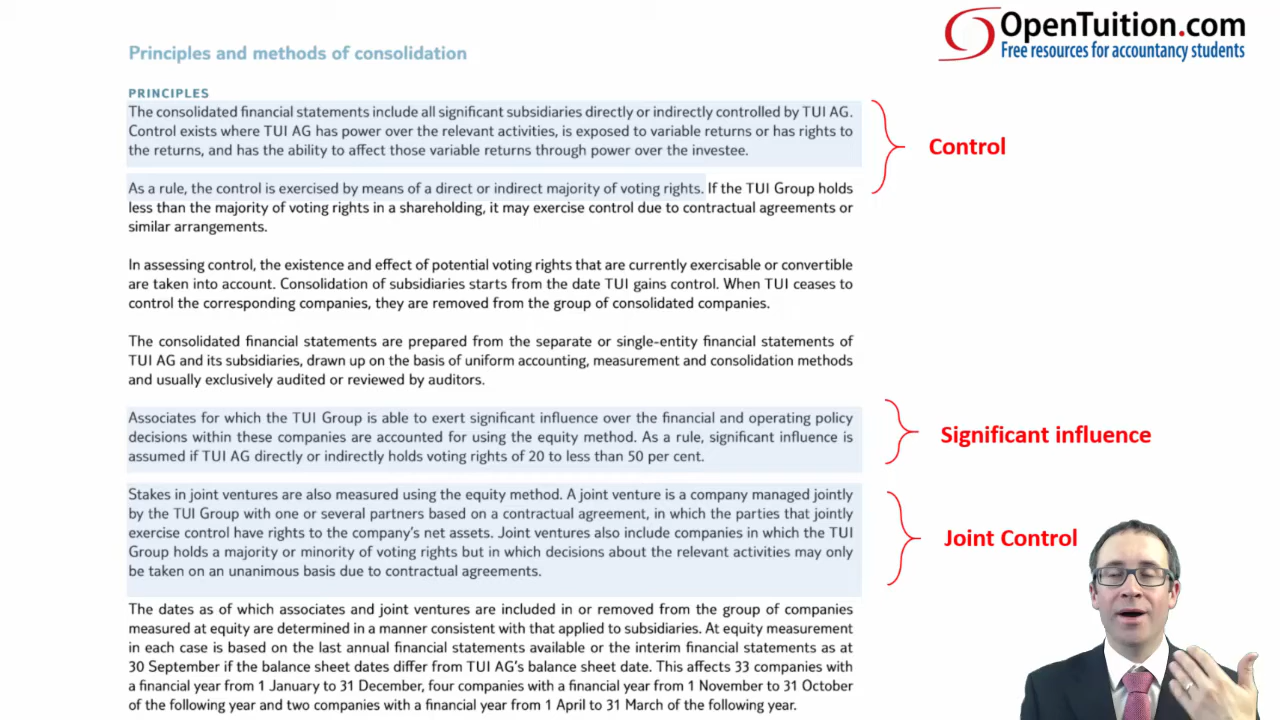 OpenTuition.com
Free resources for accountancy students
Principles and methods of consolidation
PRINCIPLES
The consolidated financial statements include all significant subsidiaries directly or indirectly controlled by TUI AG.
Control exists where TUI AG has power over the relevant activities, is exposed to variable returns or has rights to
the returns, and has the ability to affect those variable returns through power over the investee.
Control
As a rule, the control is exercised by means of a direct or indirect majority of voting rights. If the TUI Group holds
less than the majority of voting rights in a shareholding, it may exercise control due to contractual agreements or
similar arrangements.
In assessing control, the existence and effect of potential voting rights that are currently exercisable or convertible
are taken into account. Consolidation of subsidiaries starts from the date TUI gains control. When TUI ceases to
control the corresponding companies, they are removed from the group of consolidated companies.
The consolidated financial statements are prepared from the separate or single-entity financial statements of
TUI AG and its subsidiaries, drawn up on the basis of uniform accounting, measurement and consolidation methods
and usually exclusively audited or reviewed by auditors.
Associates for which the TUI Group is able to exert significant influence over the financial and operating policy
decisions within these companies are accounted for using the equity method. As a rule, significant influence is
assumed if TUI AG directly or indirectly holds voting rights of 20 to less than 50 per cent.
Significant influence
Stakes in joint ventures are also measured using the equity method. A joint venture is a company managed jointly
by the TUI Group with one or several partners based on a contractual agreement, in which the parties that jointly
exercise control have rights to the company's net assets. Joint ventures also include companies in which the TUI
Group holds a majority or minority of voting rights but in which decisions about the relevant activities may only
be taken on an unanimous basis due to contractual agreements.
Joint Control
The dates as of which associates and joint ventures are included in or removed from the group of companies
measured at equity are determined in a manner consistent with that applied to subsidiaries. At equity measurement
in each case is based on the last annual financial statements available or the interim financial statements as at
30 September if the balance sheet dates differ from TUI AG's balance sheet date. This affects 33 companies with
a financial year from 1 January to 31 December, four companies with a financial year from 1 November to 31 October
of the following year and two companies with a financial year from 1 April to 31 March of the following year.